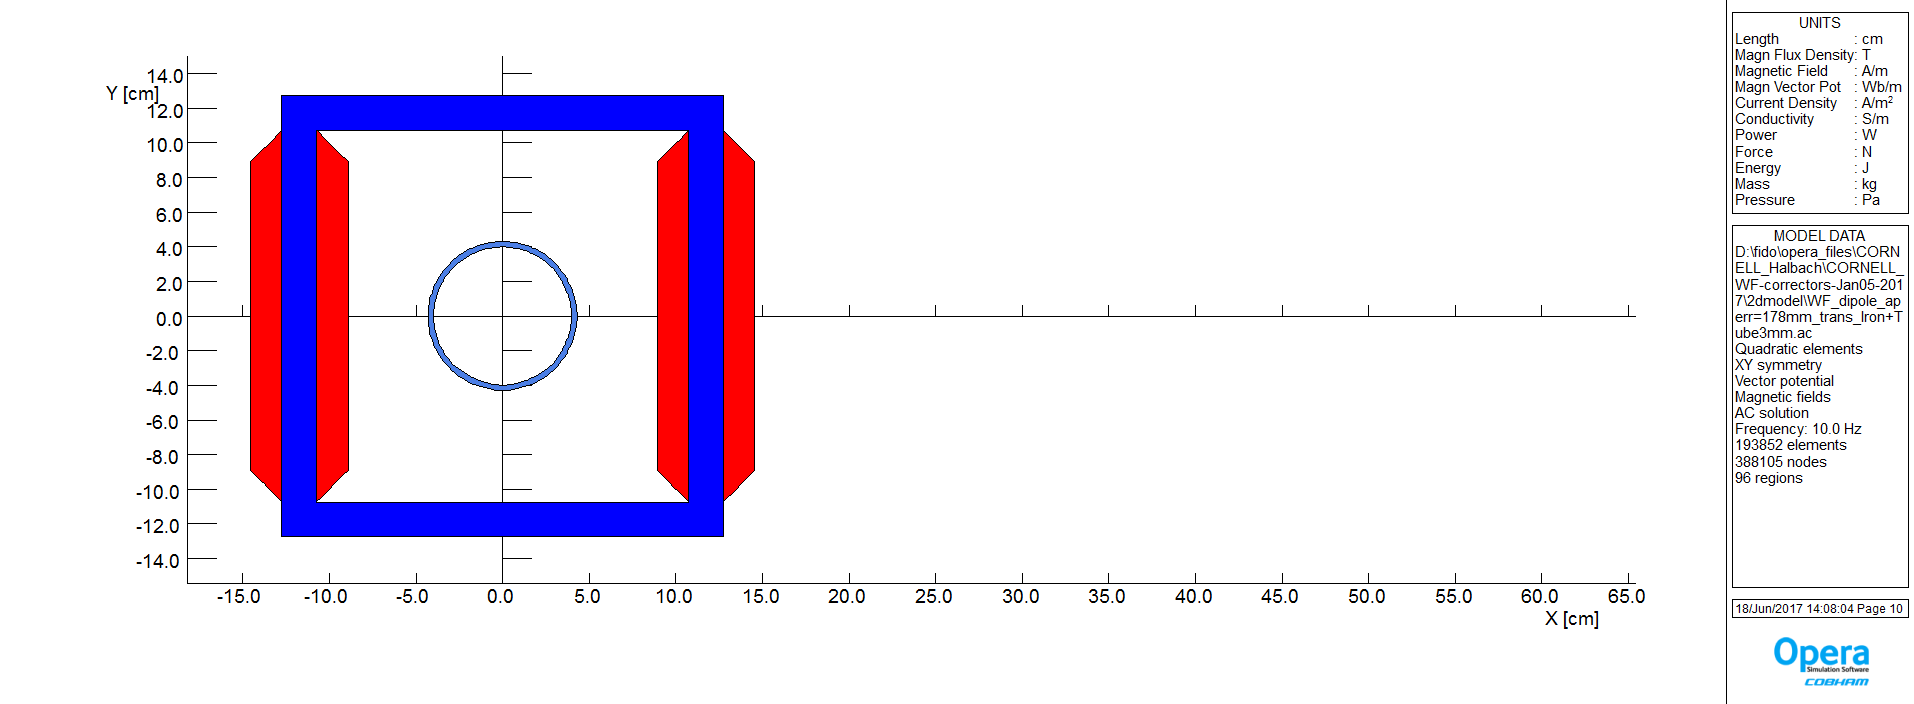 Y [cm]
14.0
12.0
10.0
8.0
6.0
4.0
2.0
0.0
-2.0
-4.0
-6.0
-8.0
-10.0
-12.0
-14.0
-15.0 -10.0 -5.0 0.0 5.0 10.0 15.0 20.0 25.0 30.0 35.0 40.0 45.0 50.0 55.0 60.0 65.0
X [cm]
UNITS
Length : cm
Magn Flux Density: T
Magnetic Field : A/m
Magn Vector Pot : Wb/m
Current Density : A/m²
Conductivity : S/m
Power : W
Force : N
Energy : J
Mass : kg
Pressure : Pa
MODEL DATA
D:\fido\opera_files\CORN
ELL_Halbach\CORNELL_
WF-correctors-Jan05-201
7\2dmodel\WF_dipole_ap
err=178mm_trans_Iron+T
ube3mm.ac
Quadratic elements
XY symmetry
Vector potential
Magnetic fields
AC solution
Frequency: 10.0 Hz
193852 elements
388105 nodes
96 regions
18/Jun/2017 14:08:04 Page 10
Opera
Simulation Software
COBHAM